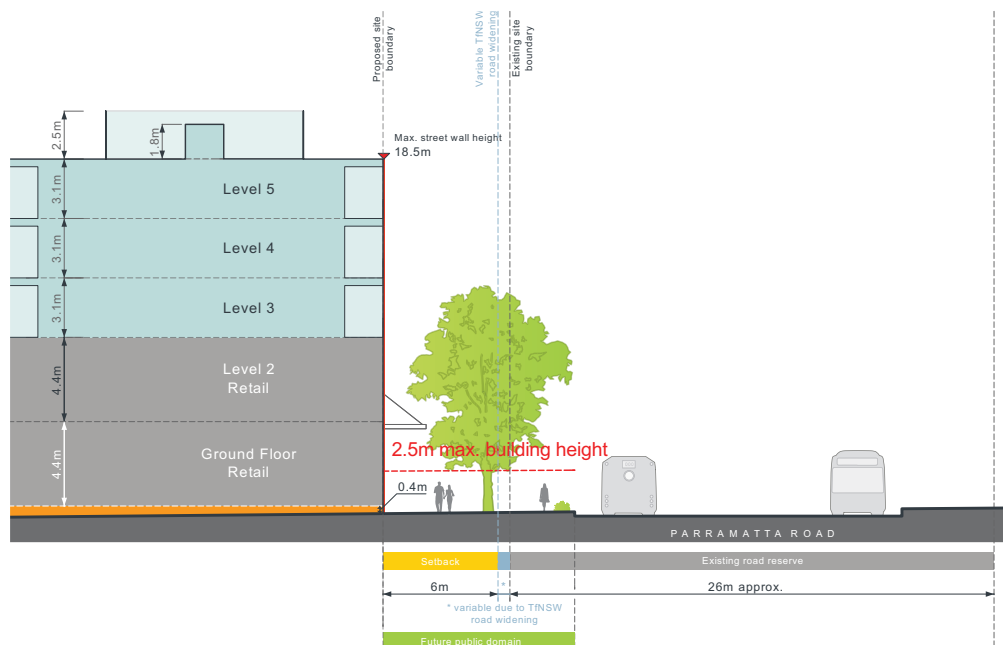 Proposed site
boundary
Variable TfNSW
road widening
Existing site
boundary
2.5m
1.8m
Max. street wall height
18.5m
3.1m
Level 5
3.1m
Level 4
3.1m
Level 3
4.4m
Level 2
Retail
4.4m
Ground Floor
Retail
2.5m max. building height
0.4m
PARRAMATTA ROAD
Setback
Existing road reserve
6m
*
26m approx.
* variable due to TfNSW
road widening
Future public domain